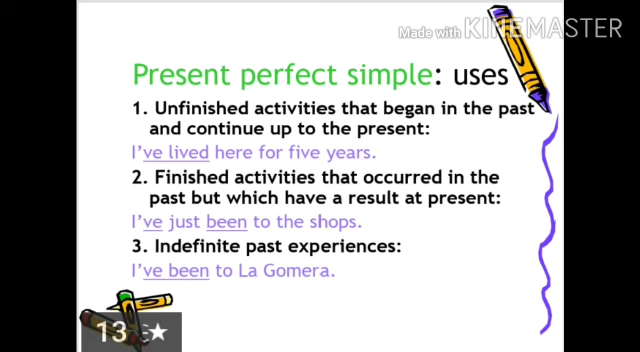 Made with KINEMASTER
Present perfect simple: uses
1. Unfinished activities that began in the past
and continue up to the present:
I've lived here for five years.
2. Finished activities that occurred in the
past but which have a result at present:
I've just been to the shops.
3. Indefinite past experiences:
I've been to La Gomera.
13